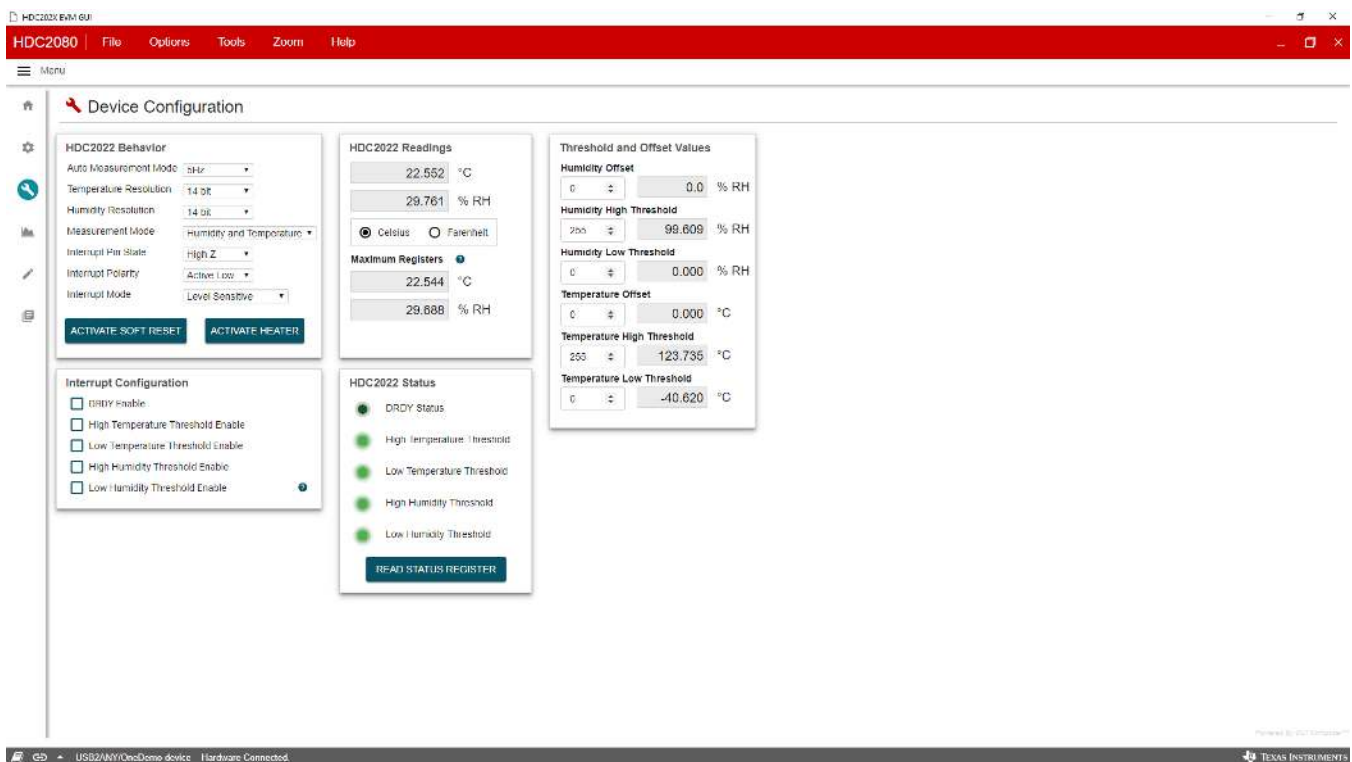 HDC202X EVM GUI
HDC2080 File Options Tools Zoom Help
Menu
Device Configuration
HDC2022 Behavior
Auto Measurement Mode 5Hz
Temperature Resolution 14 bit
Humidity Resolution 14 bit
Measurement Mode Humidity and Temperature
Interrupt Pin State High Z
Interrupt Polarity Active Low
Interrupt Mode Level Sensitive
ACTIVATE SOFT RESET ACTIVATE HEATER
HDC2022 Readings
22.552 °C
29.761 % RH
Celsius Farenheit
Maximum Registers ?
22.544 °C
29.688 % RH
Threshold and Offset Values
Humidity Offset
0 0.0 % RH
Humidity High Threshold
255 99.609 % RH
Humidity Low Threshold
0 0.000 % RH
Temperature Offset
0 0.000 °C
Temperature High Threshold
255 123.735 °C
Temperature Low Threshold
0 -40.620 °C
Interrupt Configuration
DRDY Enable
High Temperature Threshold Enable
Low Temperature Threshold Enable
High Humidity Threshold Enable
Low Humidity Threshold Enable ?
HDC2022 Status
DRDY Status
High Temperature Threshold
Low Temperature Threshold
High Humidity Threshold
Low Humidity Threshold
READ STATUS REGISTER
Powered By GUI Composer™
USB2ANY/OneDemo device Hardware Connected.
TEXAS INSTRUMENTS